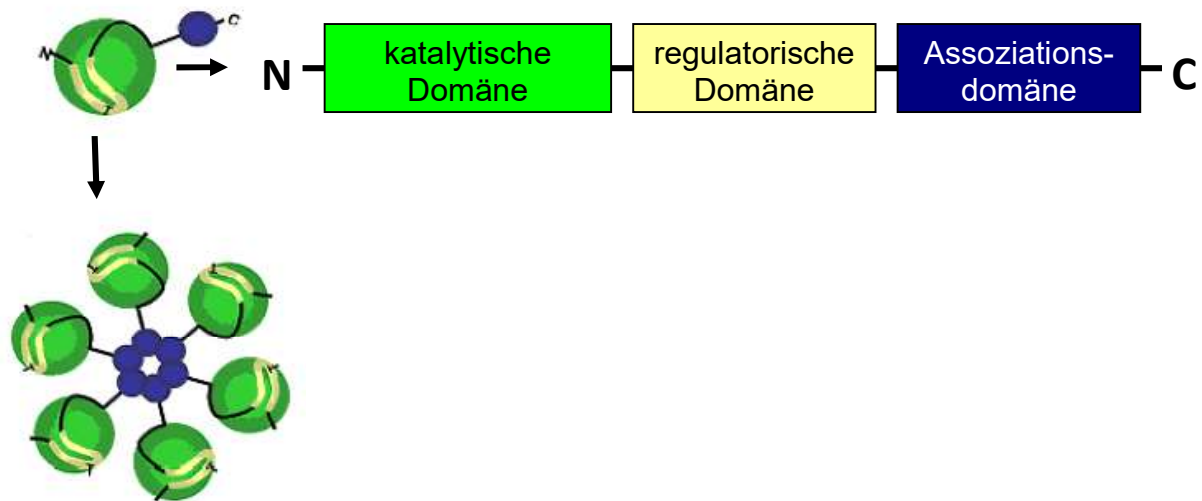 N
C
N
katalytische
Domäne
regulatorische
Domäne
Assoziations-
domäne
C